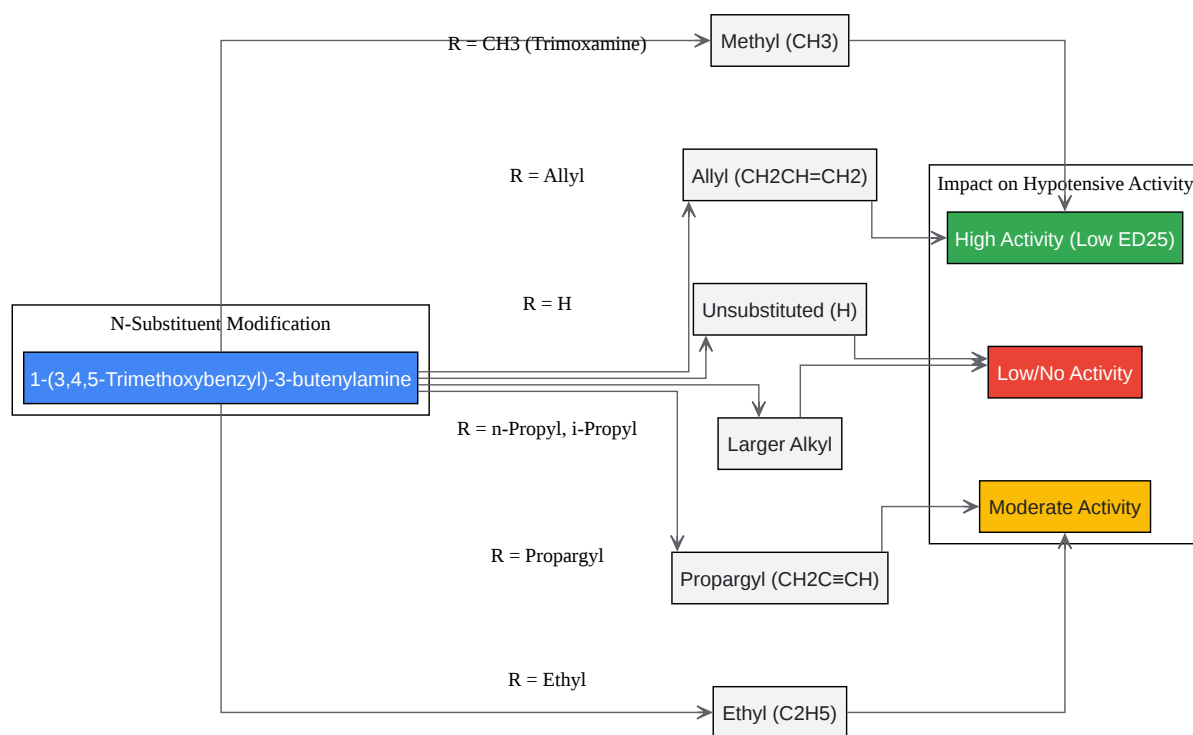 R = CH3 (Trimoxamine)
Methyl (CH3)
R = Allyl
Allyl (CH2CH=CH2)
Impact on Hypotensive Activity
High Activity (Low ED25)
R = H
Unsubstituted (H)
N-Substituent Modification
1-(3,4,5-Trimethoxybenzyl)-3-butenylamine
Low/No Activity
R = n-Propyl, i-Propyl
Larger Alkyl
Moderate Activity
R = Propargyl
Propargyl (CH2C≡CH)
R = Ethyl
Ethyl (C2H5)